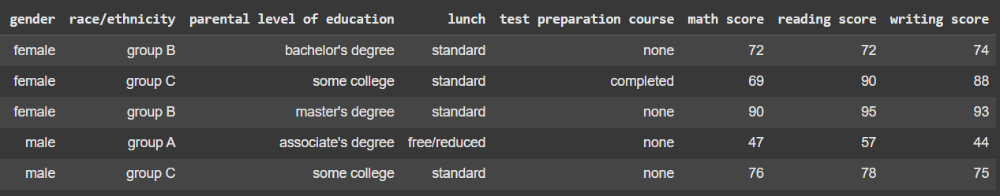 gender race/ethnicity parental level of education lunch test preparation course math score reading score writing score
female group B bachelor's degree standard none 72 72 74
female group C some college standard completed 69 90 88
female group B master's degree standard none 90 95 93
male group A associate's degree free/reduced none 47 57 44
male group C some college standard none 76 78 75